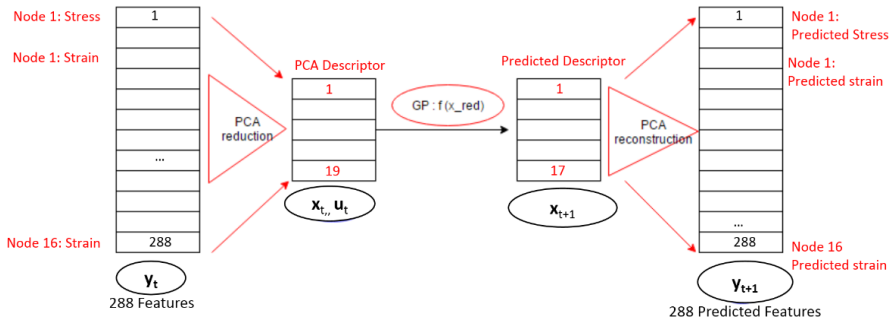 Node 1: Stress
1
Node 1: Strain
...
Node 16: Strain
288
y_t
288 Features
PCA
reduction
PCA Descriptor
1
19
x_t,, u_t
GP : f (x_red)
Predicted Descriptor
1
17
x_t+1
PCA
reconstruction
1
...
288
y_t+1
288 Predicted Features
Node 1:
Predicted Stress
Node 1:
Predicted strain
Node 16
Predicted strain